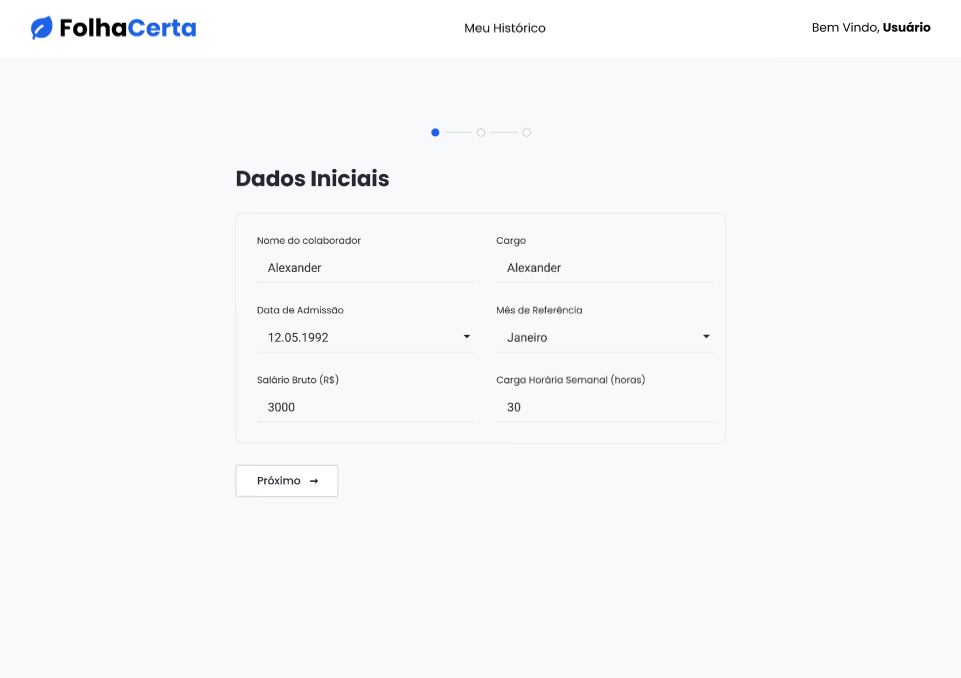 FolhaCerta
Meu Histórico
Bem Vindo, Usuário
Dados Iniciais
Nome do colaborador
Alexander
Cargo
Alexander
Data de Admissão
12.05.1992
Mês de Referência
Janeiro
Salário Bruto (R$)
3000
Carga Horária Semanal (horas)
30
Próximo →